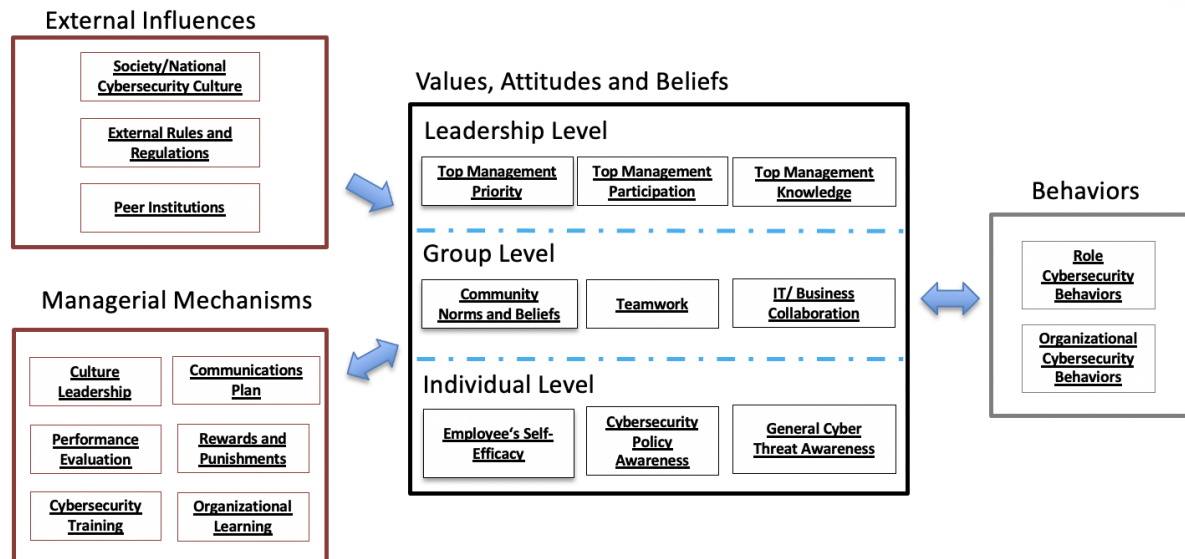 External Influences
Society/National
Cybersecurity Culture
External Rules and
Regulations
Peer Institutions
Managerial Mechanisms
Culture
Leadership
Communications
Plan
Performance
Evaluation
Rewards and
Punishments
Cybersecurity
Training
Organizational
Learning
Values, Attitudes and Beliefs
Leadership Level
Top Management
Priority
Top Management
Participation
Top Management
Knowledge
Group Level
Community
Norms and Beliefs
Teamwork
IT/ Business
Collaboration
Individual Level
Employee‘s Self-
Efficacy
Cybersecurity
Policy
Awareness
General Cyber
Threat Awareness
Behaviors
Role
Cybersecurity
Behaviors
Organizational
Cybersecurity
Behaviors